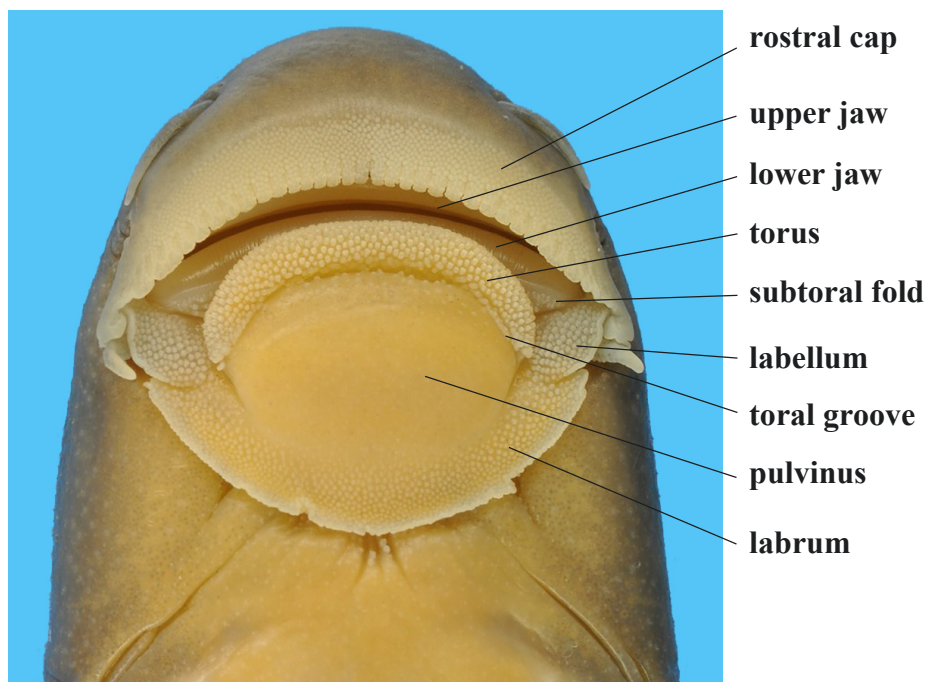 rostral cap
upper jaw
lower jaw
torus
subtoral fold
labellum
toral groove
pulvinus
labrum